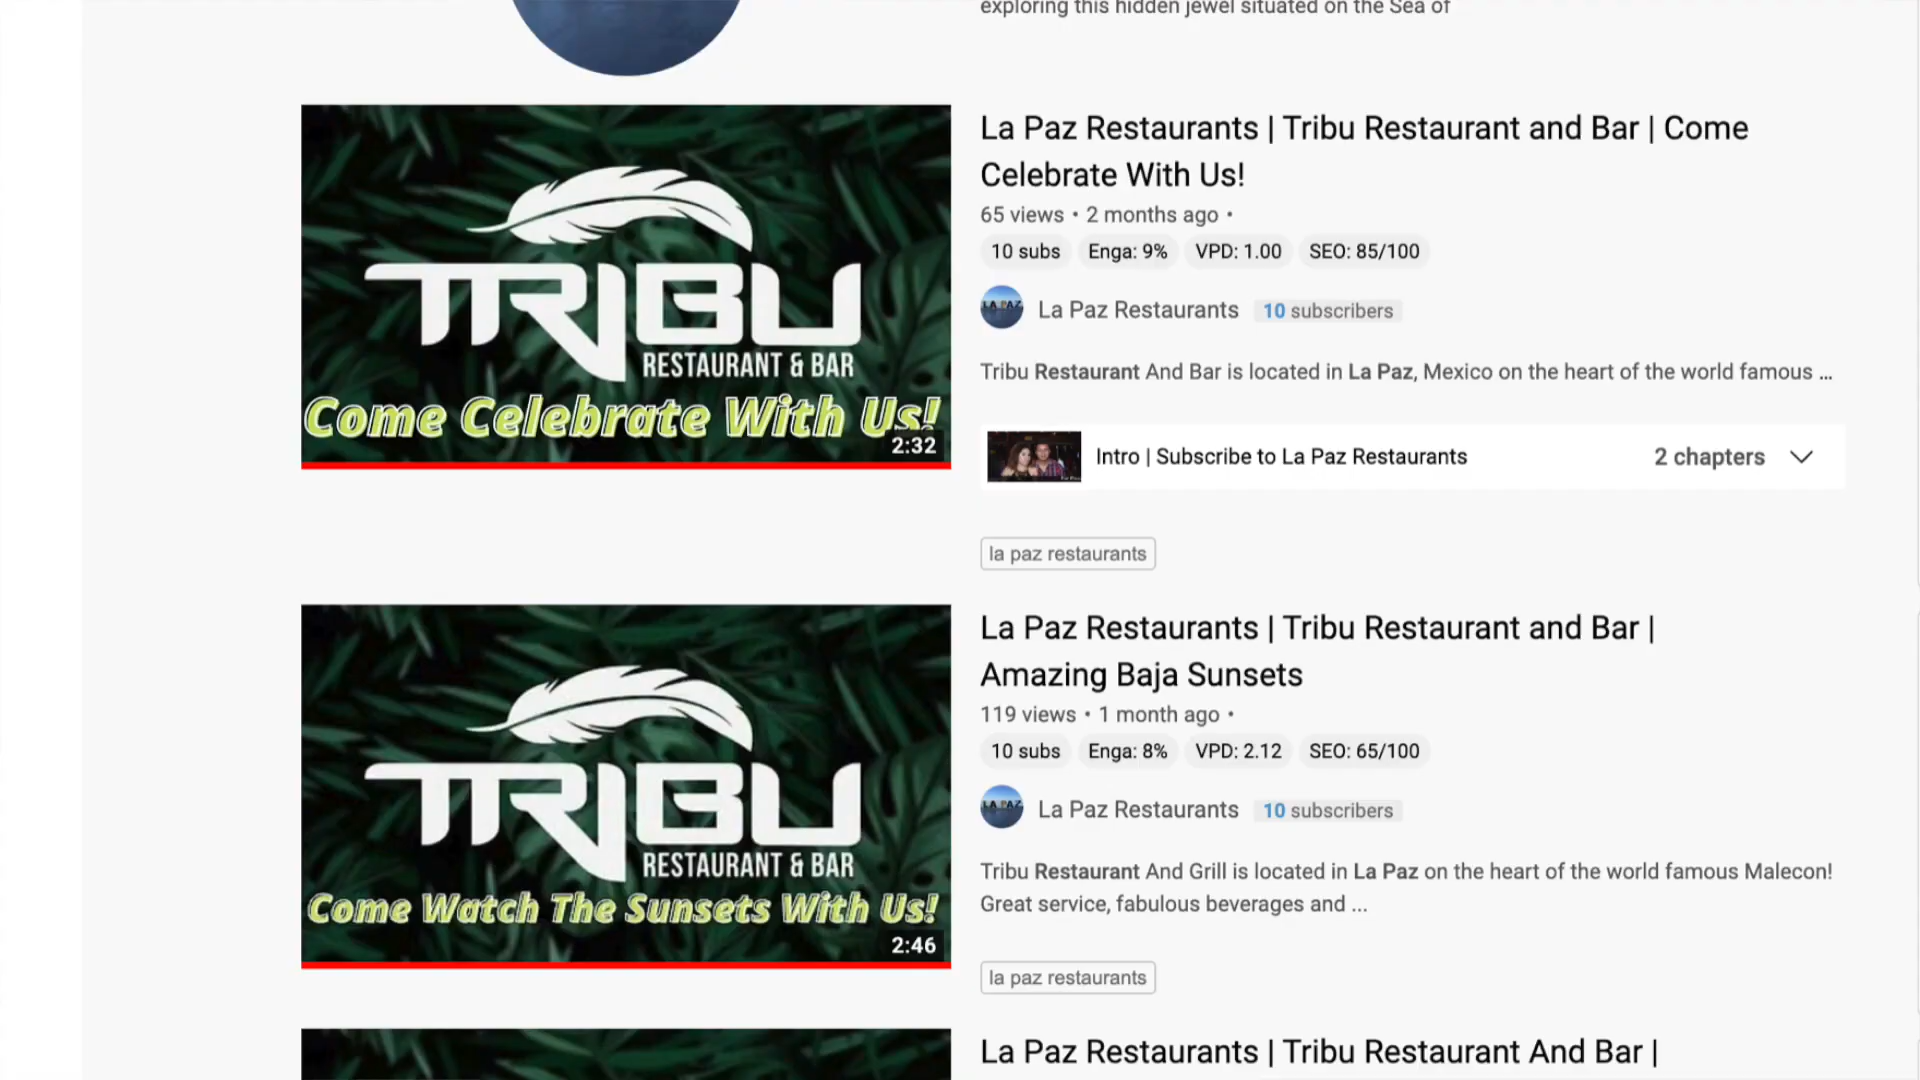 exploring this hidden jewel situated on the Sea of
TRIBU
RESTAURANT & BAR
Come Celebrate With Us!
2:32
La Paz Restaurants | Tribu Restaurant and Bar | Come
Celebrate With Us!
65 views • 2 months ago •
10 subs Enga: 9% VPD: 1.00 SEO: 85/100
LA PAZ La Paz Restaurants 10 subscribers
Tribu Restaurant And Bar is located in La Paz, Mexico on the heart of the world famous ...
Intro | Subscribe to La Paz Restaurants 2 chapters
la paz restaurants
TRIBU
RESTAURANT & BAR
Come Watch The Sunsets With Us!
2:46
La Paz Restaurants | Tribu Restaurant and Bar |
Amazing Baja Sunsets
119 views • 1 month ago •
10 subs Enga: 8% VPD: 2.12 SEO: 65/100
LA PAZ La Paz Restaurants 10 subscribers
Tribu Restaurant And Grill is located in La Paz on the heart of the world famous Malecon!
Great service, fabulous beverages and ...
la paz restaurants
La Paz Restaurants | Tribu Restaurant And Bar |